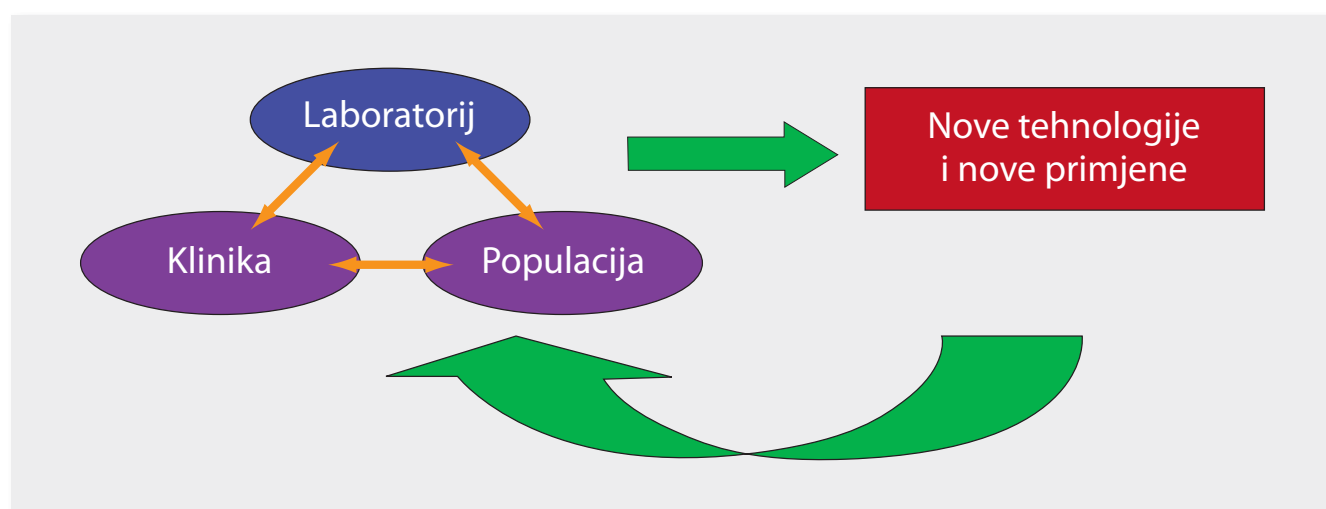 Laboratorij
Klinika
Populacija
Nove tehnologije
i nove primjene